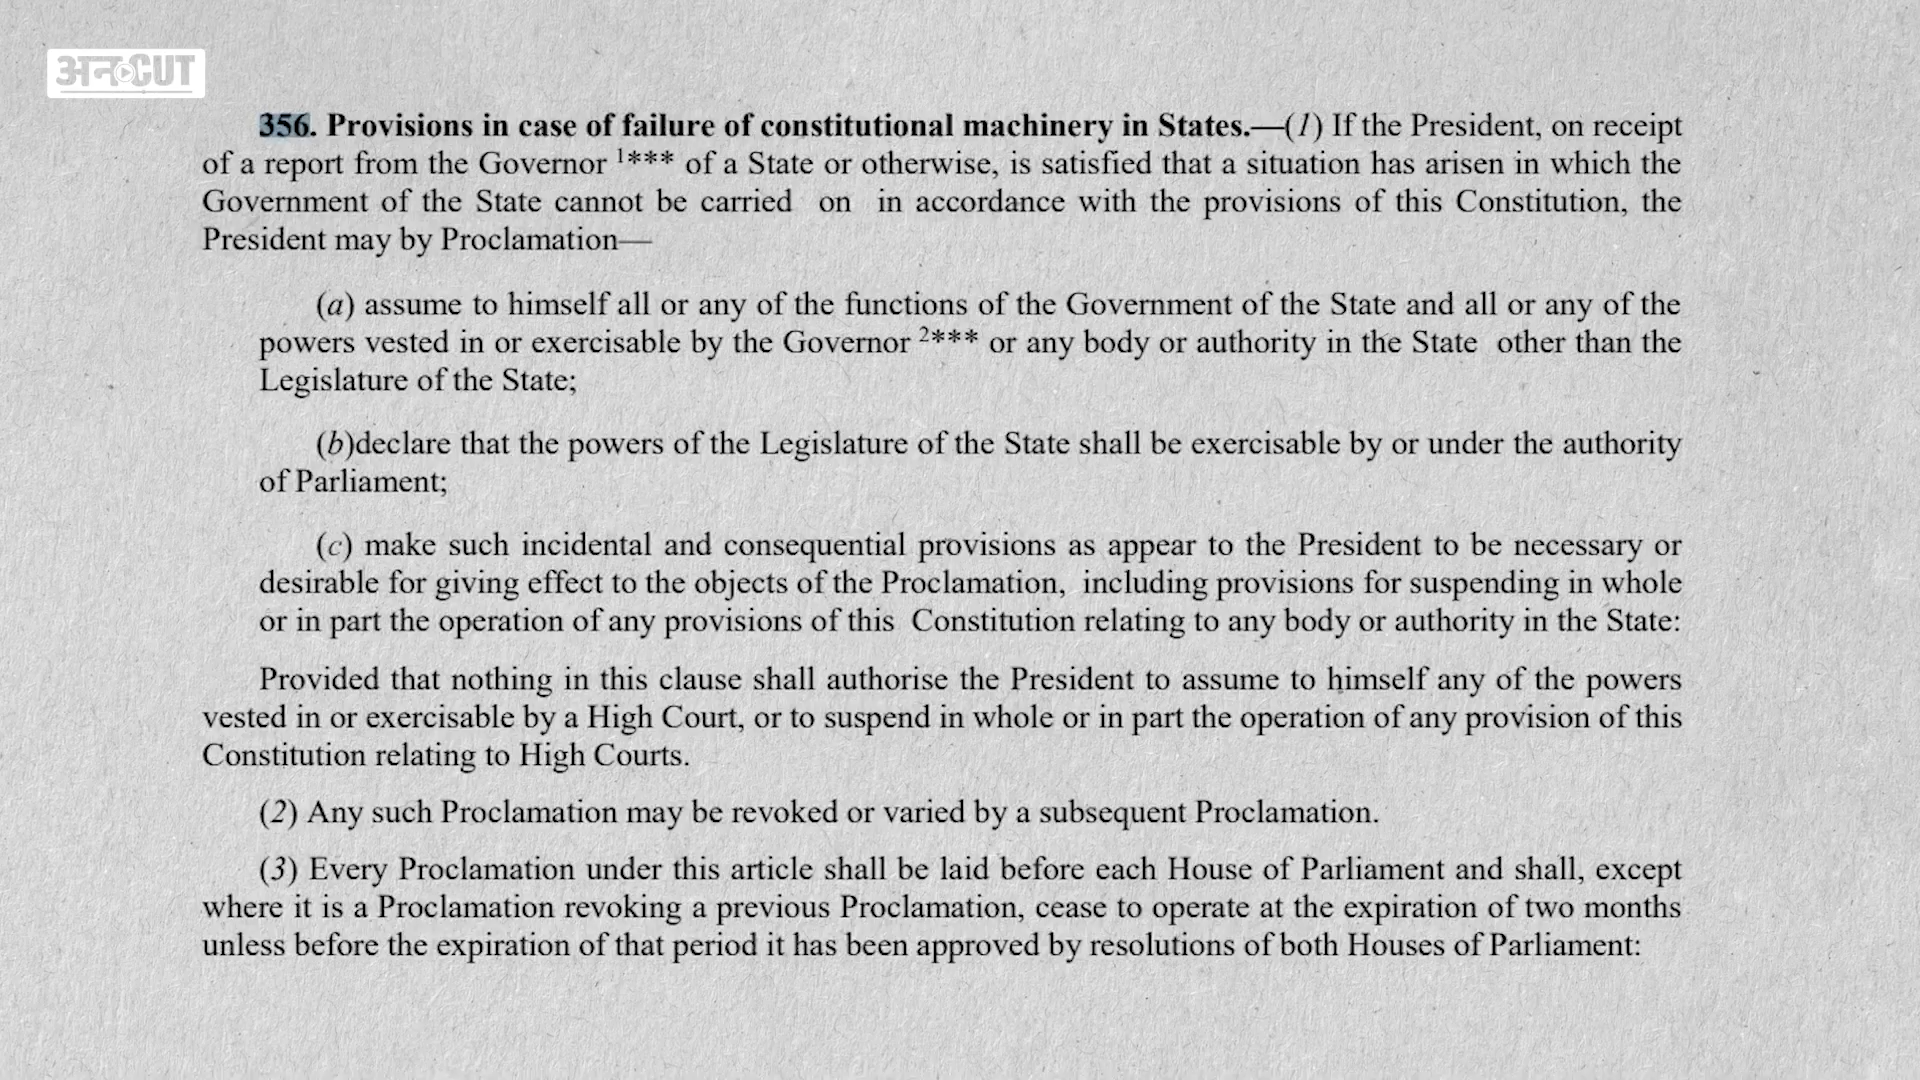 अनCUT
356. Provisions in case of failure of constitutional machinery in States.—(1) If the President, on receipt
of a report from the Governor 1*** of a State or otherwise, is satisfied that a situation has arisen in which the
Government of the State cannot be carried on in accordance with the provisions of this Constitution, the
President may by Proclamation—
(a) assume to himself all or any of the functions of the Government of the State and all or any of the
powers vested in or exercisable by the Governor 2*** or any body or authority in the State other than the
Legislature of the State;
(b)declare that the powers of the Legislature of the State shall be exercisable by or under the authority
of Parliament;
(c) make such incidental and consequential provisions as appear to the President to be necessary or
desirable for giving effect to the objects of the Proclamation, including provisions for suspending in whole
or in part the operation of any provisions of this Constitution relating to any body or authority in the State:
Provided that nothing in this clause shall authorise the President to assume to himself any of the powers
vested in or exercisable by a High Court, or to suspend in whole or in part the operation of any provision of this
Constitution relating to High Courts.
(2) Any such Proclamation may be revoked or varied by a subsequent Proclamation.
(3) Every Proclamation under this article shall be laid before each House of Parliament and shall, except
where it is a Proclamation revoking a previous Proclamation, cease to operate at the expiration of two months
unless before the expiration of that period it has been approved by resolutions of both Houses of Parliament: